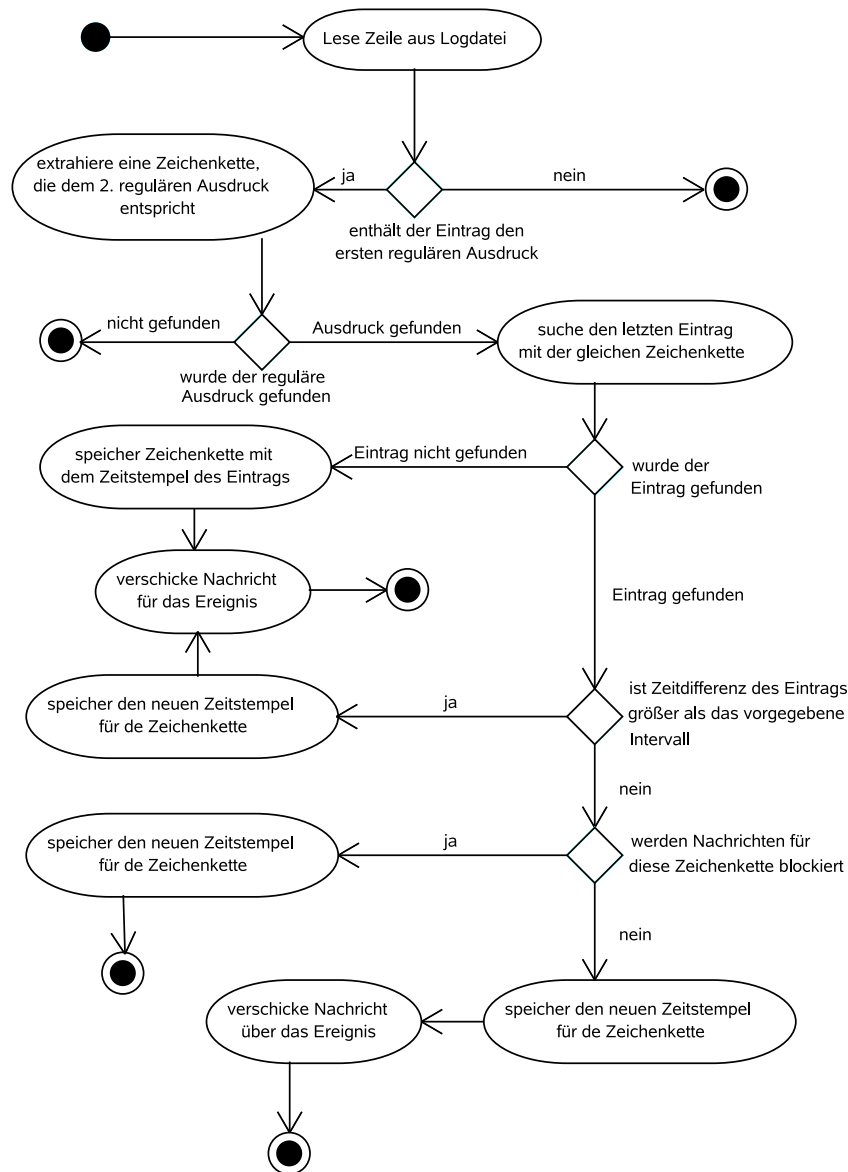 Lese Zeile aus Logdatei
extrahiere eine Zeichenkette,
die dem 2. regulären Ausdruck
entspricht
ja
nein
enthält der Eintrag den
ersten regulären Ausdruck
nicht gefunden
Ausdruck gefunden
wurde der reguläre
Ausdruck gefunden
suche den letzten Eintrag
mit der gleichen Zeichenkette
speicher Zeichenkette mit
dem Zeitstempel des Eintrags
Eintrag nicht gefunden
wurde der
Eintrag gefunden
verschicke Nachricht
für das Ereignis
Eintrag gefunden
speicher den neuen Zeitstempel
für de Zeichenkette
ja
ist Zeitdifferenz des Eintrags
größer als das vorgegebene
Intervall
nein
speicher den neuen Zeitstempel
für de Zeichenkette
ja
werden Nachrichten für
diese Zeichenkette blockiert
nein
verschicke Nachricht
über das Ereignis
speicher den neuen Zeitstempel
für de Zeichenkette